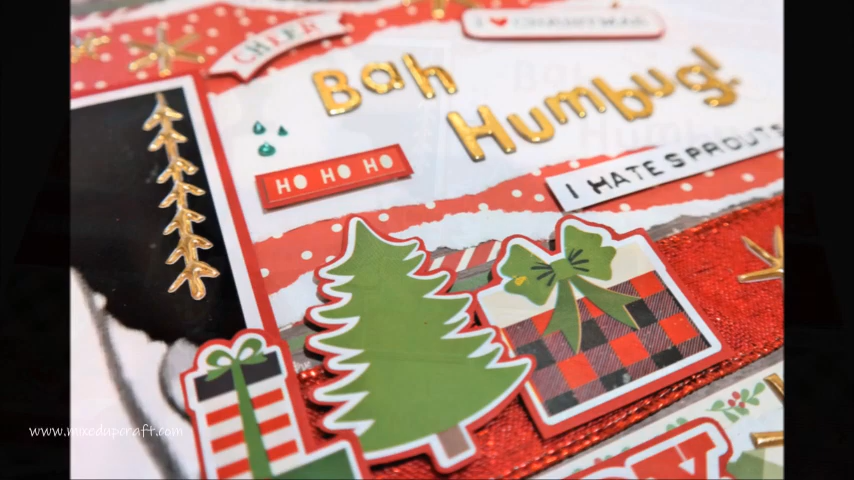 CHEER
I ♥ CHRISTMAS
Bah
Humbug!
HO HO HO
I HATE SPROUTS
www.mixedupcraft.com